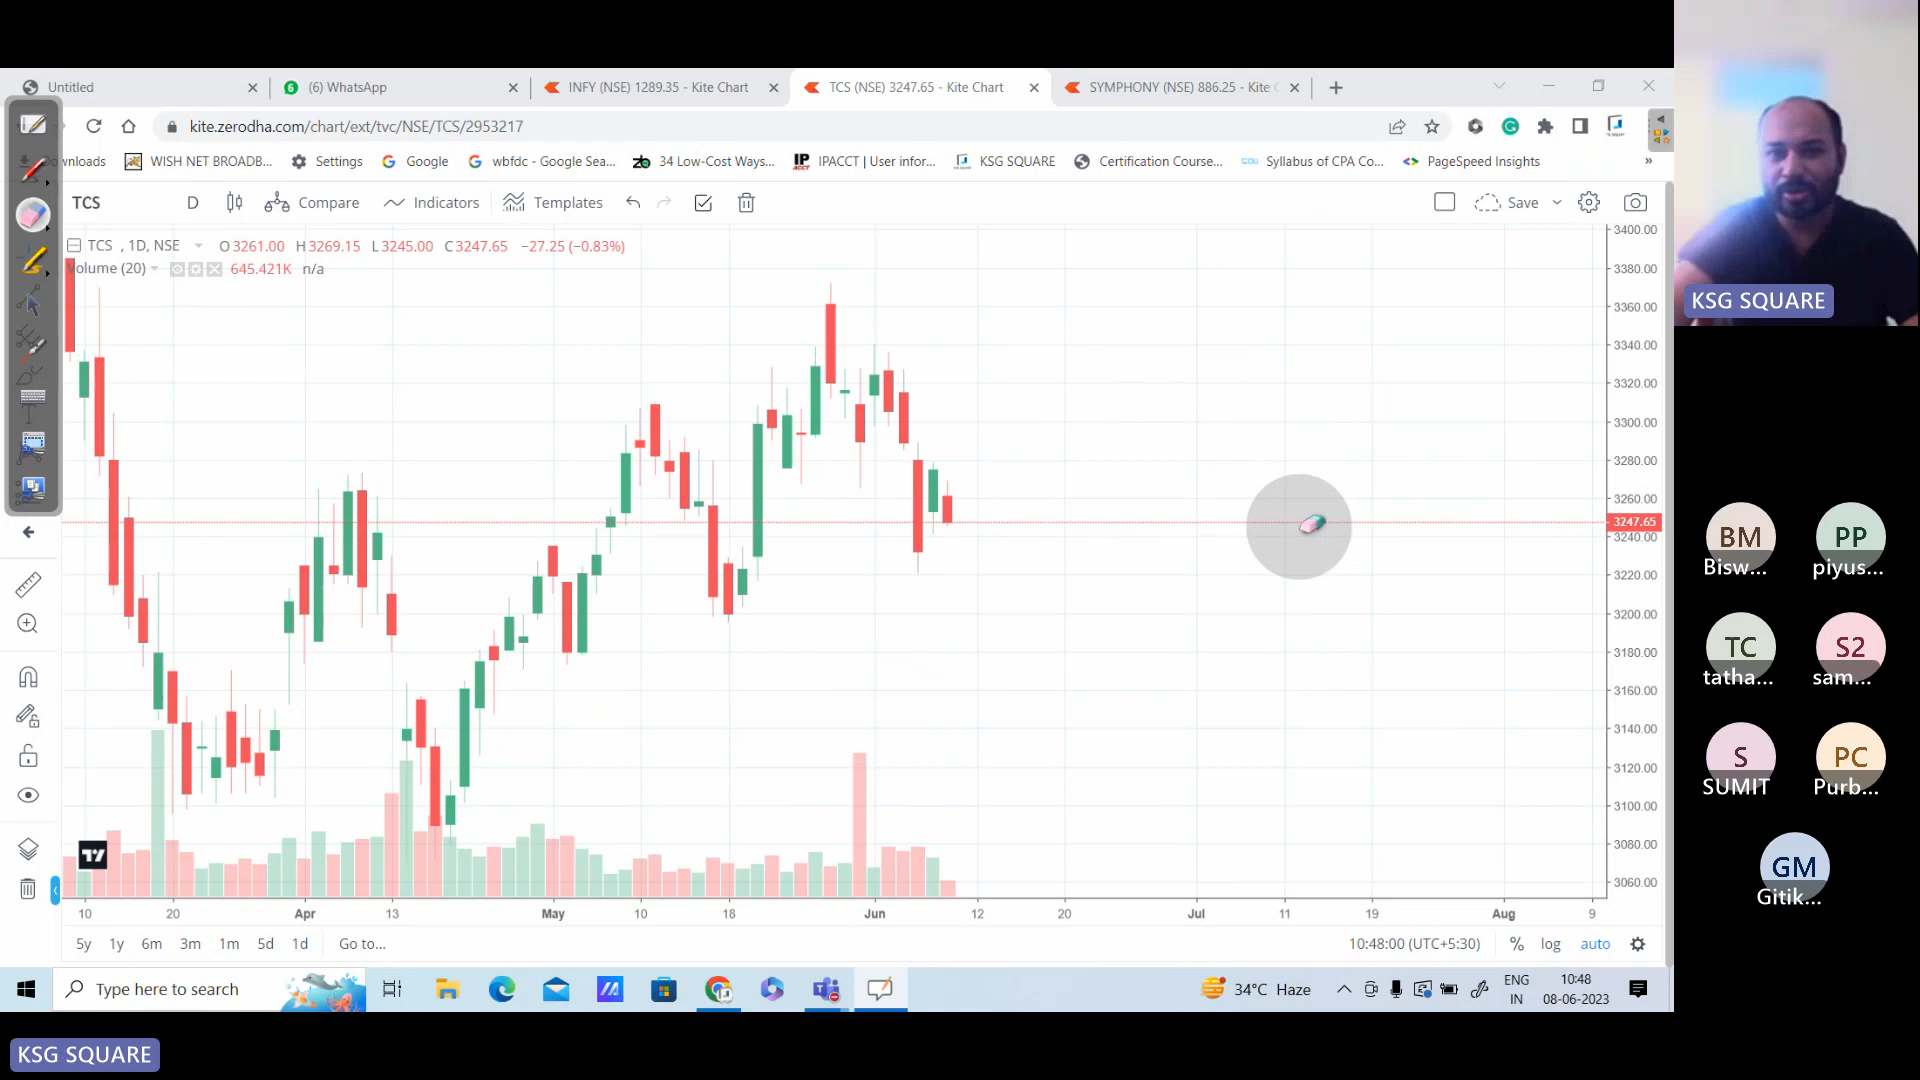 Untitled
(6) WhatsApp
INFY (NSE) 1289.35 - Kite Chart
TCS (NSE) 3247.65 - Kite Chart
SYMPHONY (NSE) 886.25 - Kite C
kite.zerodha.com/chart/ext/tvc/NSE/TCS/2953217
ownloads
WISH NET BROADB...
Settings
Google
wbfdc - Google Sea...
34 Low-Cost Ways...
IPACCT | User infor...
KSG SQUARE
Certification Course...
Syllabus of CPA Co...
PageSpeed Insights
»
TCS
D
Compare
Indicators
Templates
Save
TCS , 1D, NSE O3261.00 H3269.15 L3245.00 C3247.65 −27.25 (−0.83%)
Volume (20) 645.421K n/a
3400.00
3380.00
3360.00
3340.00
3320.00
3300.00
3280.00
3260.00
3247.65
3240.00
3220.00
3200.00
3180.00
3160.00
3140.00
3120.00
3100.00
3080.00
3060.00
10 20 Apr 13 May 10 18 Jun 12 20 Jul 11 19 Aug 9
5y 1y 6m 3m 1m 5d 1d Go to...
10:48:00 (UTC+5:30) % log auto
Type here to search
34°C Haze
ENG
IN
10:48
08-06-2023
KSG SQUARE
KSG SQUARE
BM
Bisw...
PP
piyus...
TC
tatha...
S2
sam...
S
SUMIT
PC
Purb...
GM
Gitik...